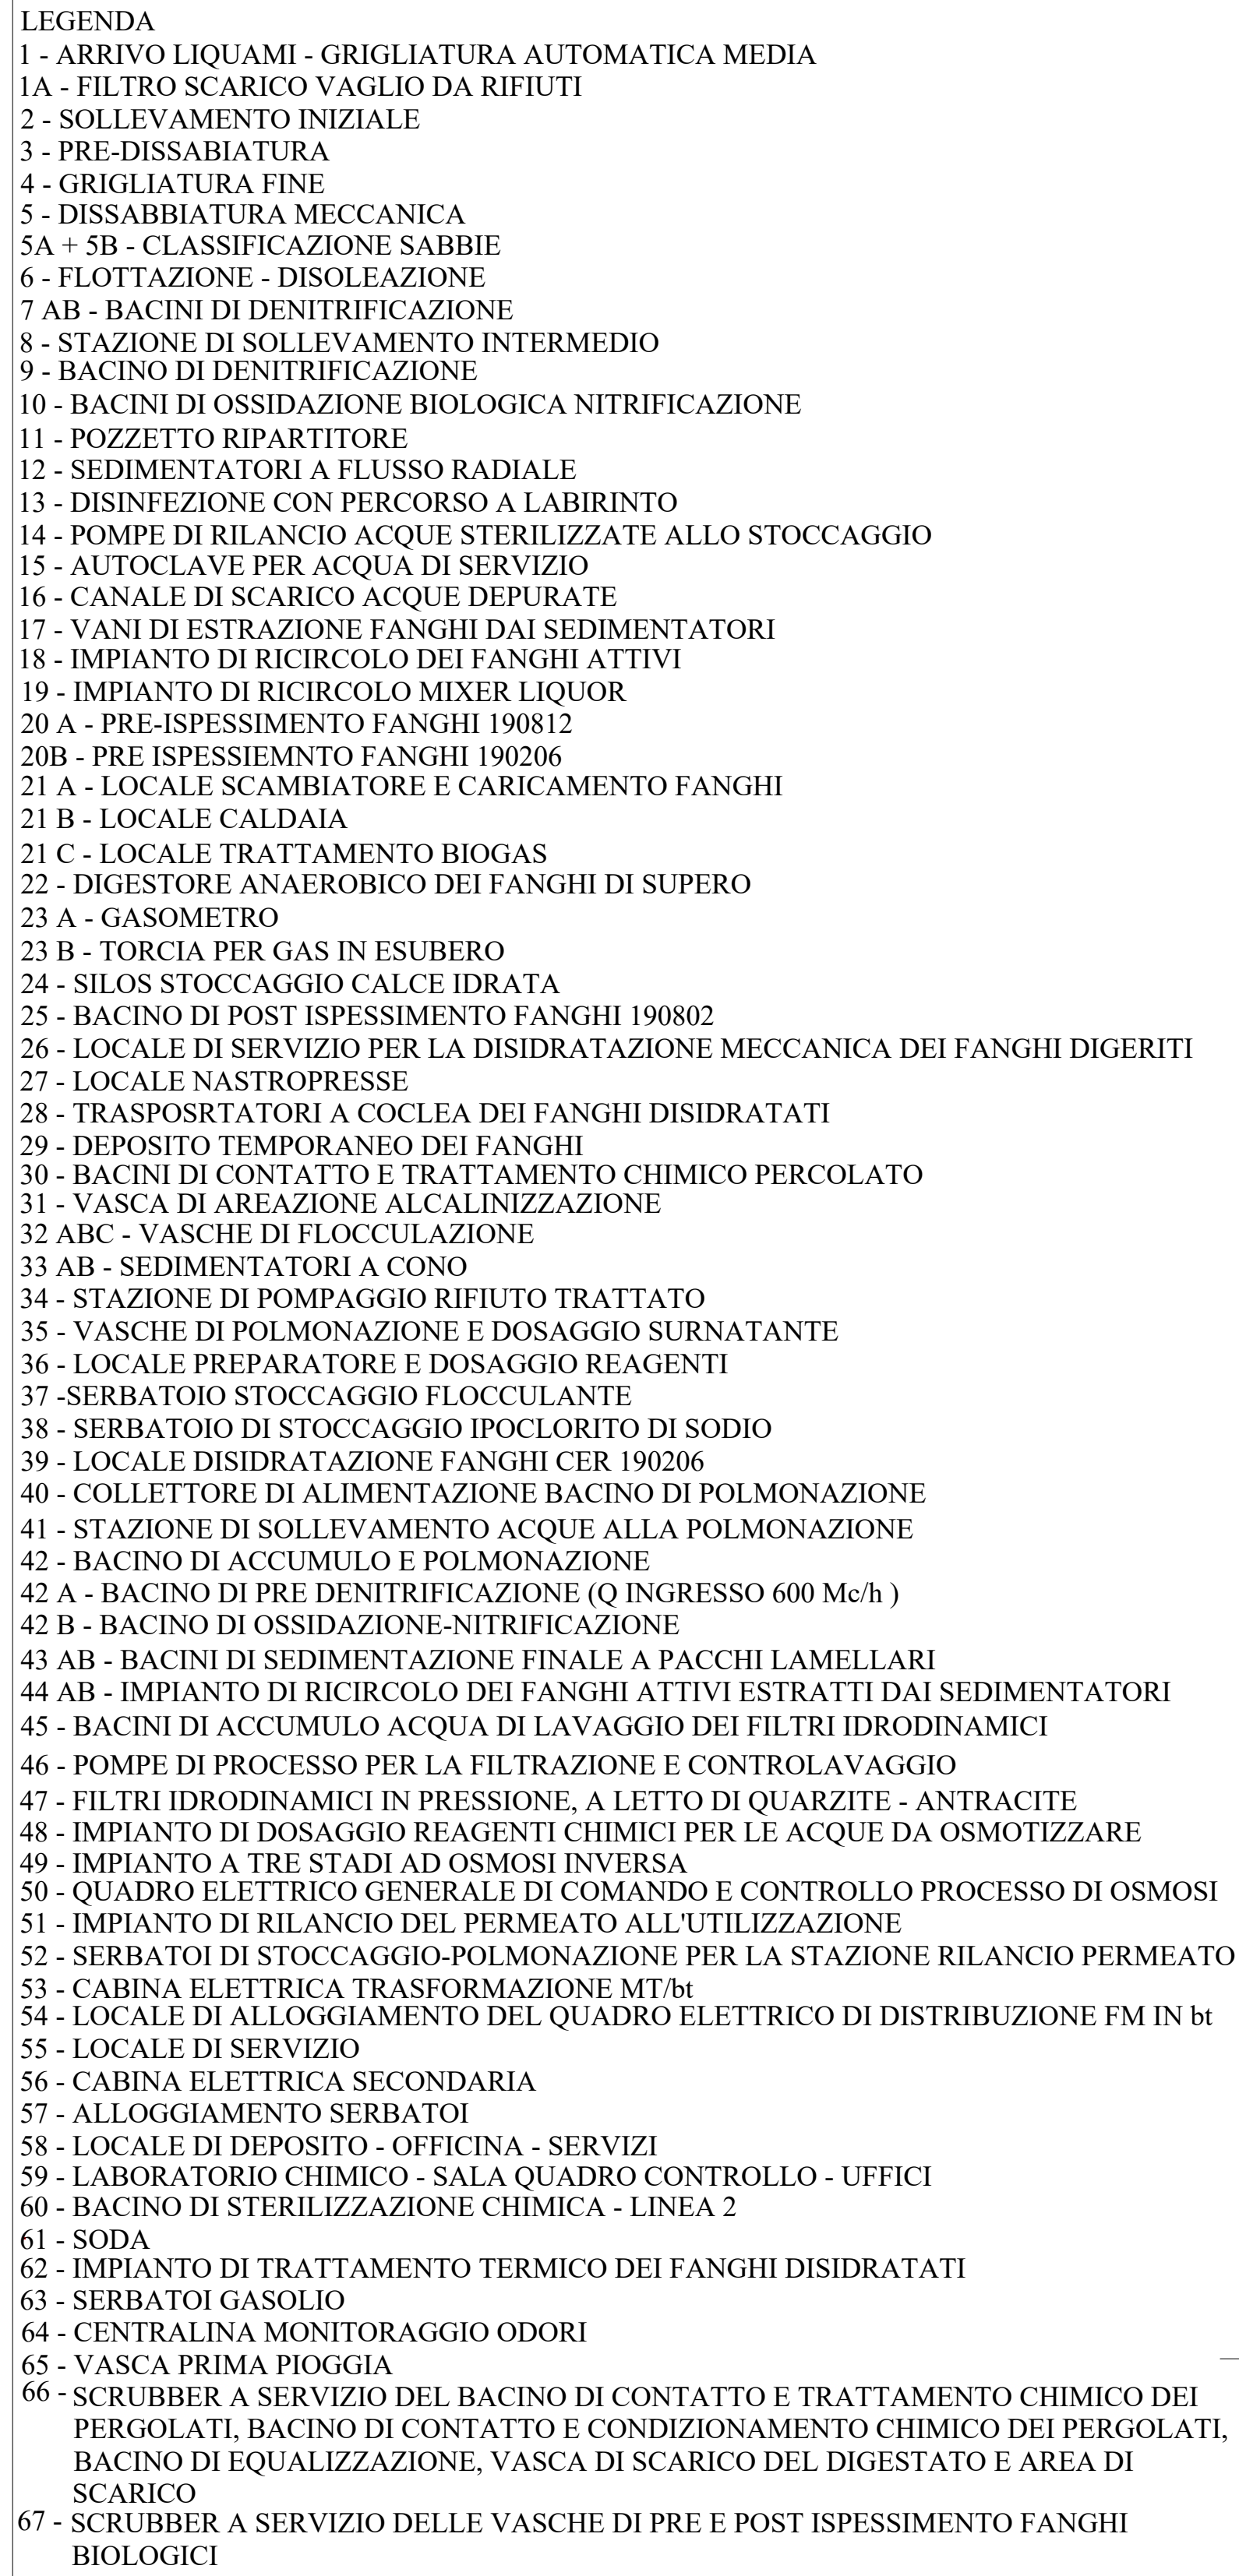 LEGENDA
1 - ARRIVO LIQUAMI - GRIGLIATURA AUTOMATICA MEDIA
1A - FILTRO SCARICO VAGLIO DA RIFIUTI
2 - SOLLEVAMENTO INIZIALE
3 - PRE-DISSABIATURA
4 - GRIGLIATURA FINE
5 - DISSABBIATURA MECCANICA
5A + 5B - CLASSIFICAZIONE SABBIE
6 - FLOTTAZIONE - DISOLEAZIONE
7 AB - BACINI DI DENITRIFICAZIONE
8 - STAZIONE DI SOLLEVAMENTO INTERMEDIO
9 - BACINO DI DENITRIFICAZIONE
10 - BACINI DI OSSIDAZIONE BIOLOGICA NITRIFICAZIONE
11 - POZZETTO RIPARTITORE
12 - SEDIMENTATORI A FLUSSO RADIALE
13 - DISINFEZIONE CON PERCORSO A LABIRINTO
14 - POMPE DI RILANCIO ACQUE STERILIZZATE ALLO STOCCAGGIO
15 - AUTOCLAVE PER ACQUA DI SERVIZIO
16 - CANALE DI SCARICO ACQUE DEPURATE
17 - VANI DI ESTRAZIONE FANGHI DAI SEDIMENTATORI
18 - IMPIANTO DI RICIRCOLO DEI FANGHI ATTIVI
19 - IMPIANTO DI RICIRCOLO MIXER LIQUOR
20 A - PRE-ISPESSIMENTO FANGHI 190812
20B - PRE ISPESSIEMNTO FANGHI 190206
21 A - LOCALE SCAMBIATORE E CARICAMENTO FANGHI
21 B - LOCALE CALDAIA
21 C - LOCALE TRATTAMENTO BIOGAS
22 - DIGESTORE ANAEROBICO DEI FANGHI DI SUPERO
23 A - GASOMETRO
23 B - TORCIA PER GAS IN ESUBERO
24 - SILOS STOCCAGGIO CALCE IDRATA
25 - BACINO DI POST ISPESSIMENTO FANGHI 190802
26 - LOCALE DI SERVIZIO PER LA DISIDRATAZIONE MECCANICA DEI FANGHI DIGERITI
27 - LOCALE NASTROPRESSE
28 - TRASPOSRTATORI A COCLEA DEI FANGHI DISIDRATATI
29 - DEPOSITO TEMPORANEO DEI FANGHI
30 - BACINI DI CONTATTO E TRATTAMENTO CHIMICO PERCOLATO
31 - VASCA DI AREAZIONE ALCALINIZZAZIONE
32 ABC - VASCHE DI FLOCCULAZIONE
33 AB - SEDIMENTATORI A CONO
34 - STAZIONE DI POMPAGGIO RIFIUTO TRATTATO
35 - VASCHE DI POLMONAZIONE E DOSAGGIO SURNATANTE
36 - LOCALE PREPARATORE E DOSAGGIO REAGENTI
37 -SERBATOIO STOCCAGGIO FLOCCULANTE
38 - SERBATOIO DI STOCCAGGIO IPOCLORITO DI SODIO
39 - LOCALE DISIDRATAZIONE FANGHI CER 190206
40 - COLLETTORE DI ALIMENTAZIONE BACINO DI POLMONAZIONE
41 - STAZIONE DI SOLLEVAMENTO ACQUE ALLA POLMONAZIONE
42 - BACINO DI ACCUMULO E POLMONAZIONE
42 A - BACINO DI PRE DENITRIFICAZIONE (Q INGRESSO 600 Mc/h )
42 B - BACINO DI OSSIDAZIONE-NITRIFICAZIONE
43 AB - BACINI DI SEDIMENTAZIONE FINALE A PACCHI LAMELLARI
44 AB - IMPIANTO DI RICIRCOLO DEI FANGHI ATTIVI ESTRATTI DAI SEDIMENTATORI
45 - BACINI DI ACCUMULO ACQUA DI LAVAGGIO DEI FILTRI IDRODINAMICI
46 - POMPE DI PROCESSO PER LA FILTRAZIONE E CONTROLAVAGGIO
47 - FILTRI IDRODINAMICI IN PRESSIONE, A LETTO DI QUARZITE - ANTRACITE
48 - IMPIANTO DI DOSAGGIO REAGENTI CHIMICI PER LE ACQUE DA OSMOTIZZARE
49 - IMPIANTO A TRE STADI AD OSMOSI INVERSA
50 - QUADRO ELETTRICO GENERALE DI COMANDO E CONTROLLO PROCESSO DI OSMOSI
51 - IMPIANTO DI RILANCIO DEL PERMEATO ALL'UTILIZZAZIONE
52 - SERBATOI DI STOCCAGGIO-POLMONAZIONE PER LA STAZIONE RILANCIO PERMEATO
53 - CABINA ELETTRICA TRASFORMAZIONE MT/bt
54 - LOCALE DI ALLOGGIAMENTO DEL QUADRO ELETTRICO DI DISTRIBUZIONE FM IN bt
55 - LOCALE DI SERVIZIO
56 - CABINA ELETTRICA SECONDARIA
57 - ALLOGGIAMENTO SERBATOI
58 - LOCALE DI DEPOSITO - OFFICINA - SERVIZI
59 - LABORATORIO CHIMICO - SALA QUADRO CONTROLLO - UFFICI
60 - BACINO DI STERILIZZAZIONE CHIMICA - LINEA 2
61 - SODA
62 - IMPIANTO DI TRATTAMENTO TERMICO DEI FANGHI DISIDRATATI
63 - SERBATOI GASOLIO
64 - CENTRALINA MONITORAGGIO ODORI
65 - VASCA PRIMA PIOGGIA
66 - SCRUBBER A SERVIZIO DEL BACINO DI CONTATTO E TRATTAMENTO CHIMICO DEI
PERGOLATI, BACINO DI CONTATTO E CONDIZIONAMENTO CHIMICO DEI PERGOLATI,
BACINO DI EQUALIZZAZIONE, VASCA DI SCARICO DEL DIGESTATO E AREA DI
SCARICO
67 - SCRUBBER A SERVIZIO DELLE VASCHE DI PRE E POST ISPESSIMENTO FANGHI
BIOLOGICI